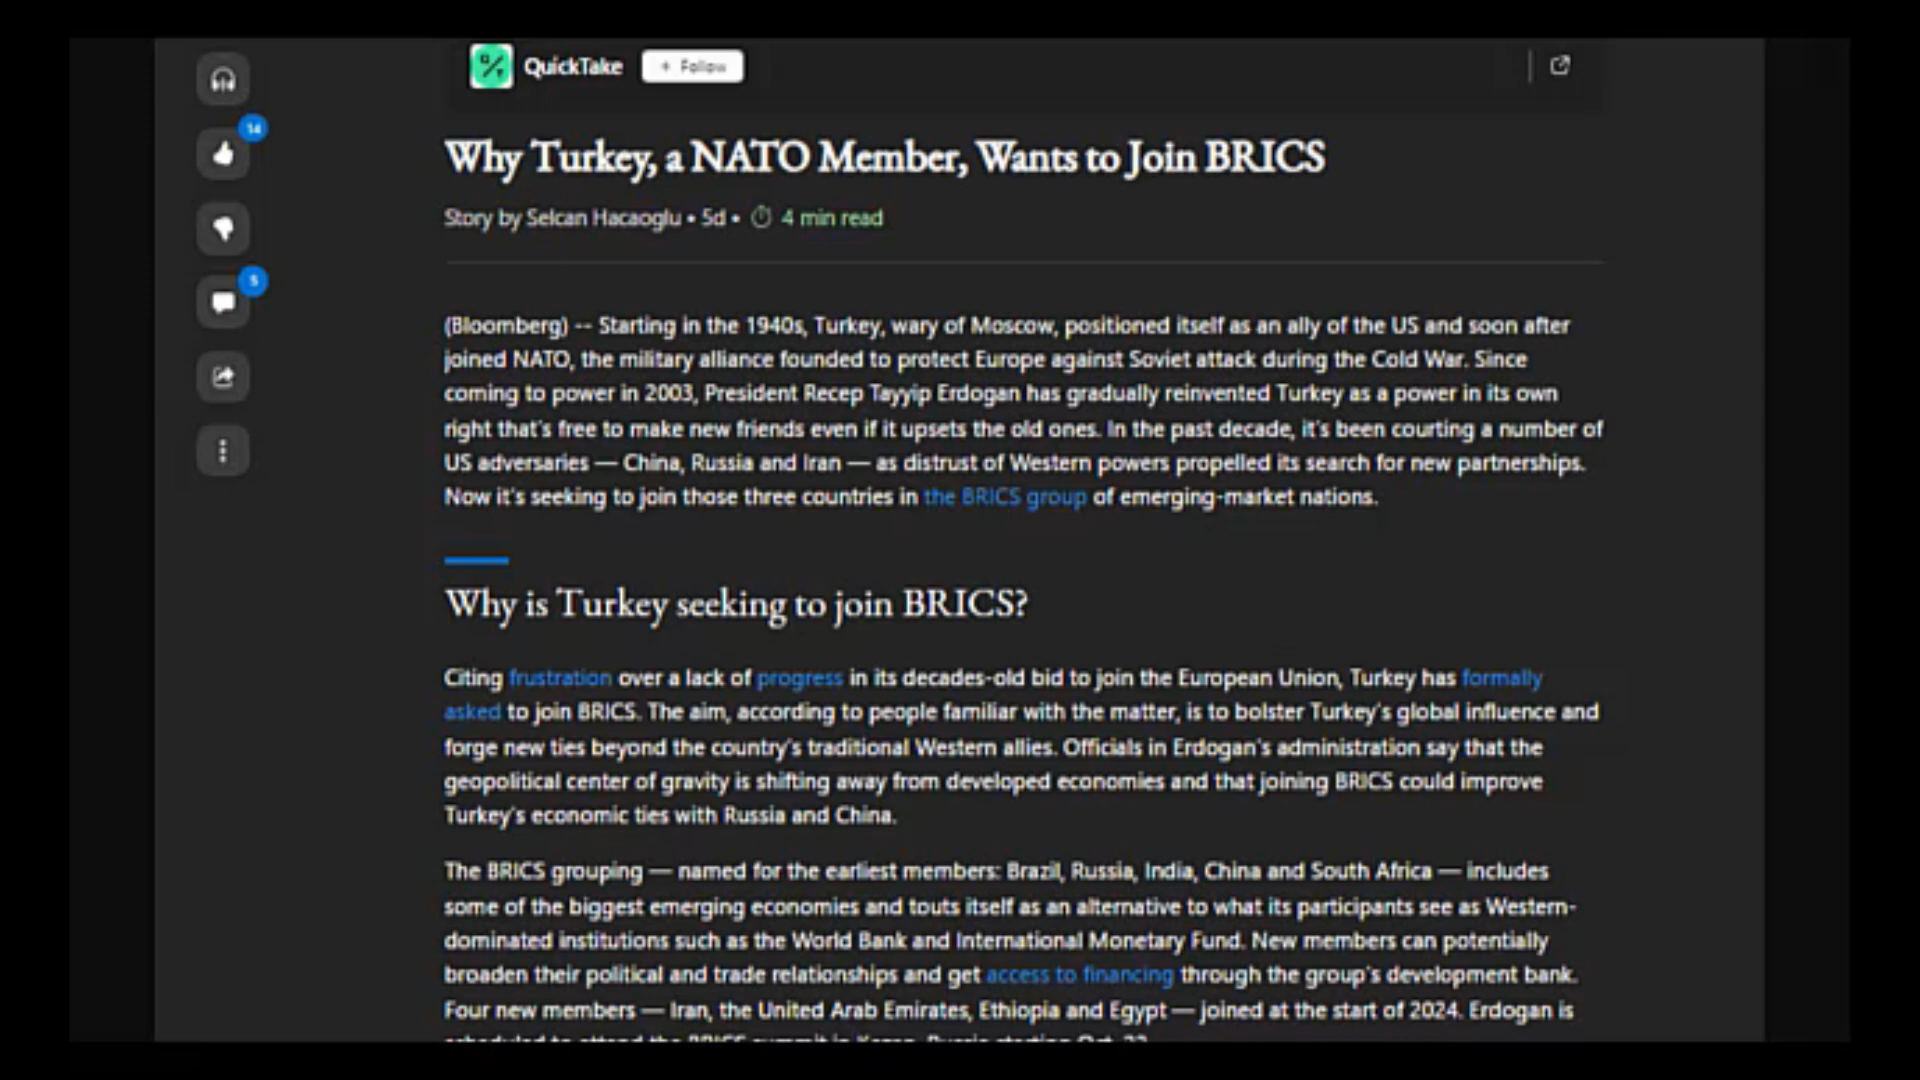 QuickTake
+ Follow
14
5
Why Turkey, a NATO Member, Wants to Join BRICS
Story by Selcan Hacaoglu • 5d • 4 min read
(Bloomberg) -- Starting in the 1940s, Turkey, wary of Moscow, positioned itself as an ally of the US and soon after
joined NATO, the military alliance founded to protect Europe against Soviet attack during the Cold War. Since
coming to power in 2003, President Recep Tayyip Erdogan has gradually reinvented Turkey as a power in its own
right that's free to make new friends even if it upsets the old ones. In the past decade, it's been courting a number of
US adversaries — China, Russia and Iran — as distrust of Western powers propelled its search for new partnerships.
Now it's seeking to join those three countries in the BRICS group of emerging-market nations.
Why is Turkey seeking to join BRICS?
Citing frustration over a lack of progress in its decades-old bid to join the European Union, Turkey has formally
asked to join BRICS. The aim, according to people familiar with the matter, is to bolster Turkey's global influence and
forge new ties beyond the country's traditional Western allies. Officials in Erdogan's administration say that the
geopolitical center of gravity is shifting away from developed economies and that joining BRICS could improve
Turkey's economic ties with Russia and China.
The BRICS grouping — named for the earliest members: Brazil, Russia, India, China and South Africa — includes
some of the biggest emerging economies and touts itself as an alternative to what its participants see as Western-
dominated institutions such as the World Bank and International Monetary Fund. New members can potentially
broaden their political and trade relationships and get access to financing through the group's development bank.
Four new members — Iran, the United Arab Emirates, Ethiopia and Egypt — joined at the start of 2024. Erdogan is
scheduled to attend the BRICS summit in Kazan, Russia starting Oct. 22.